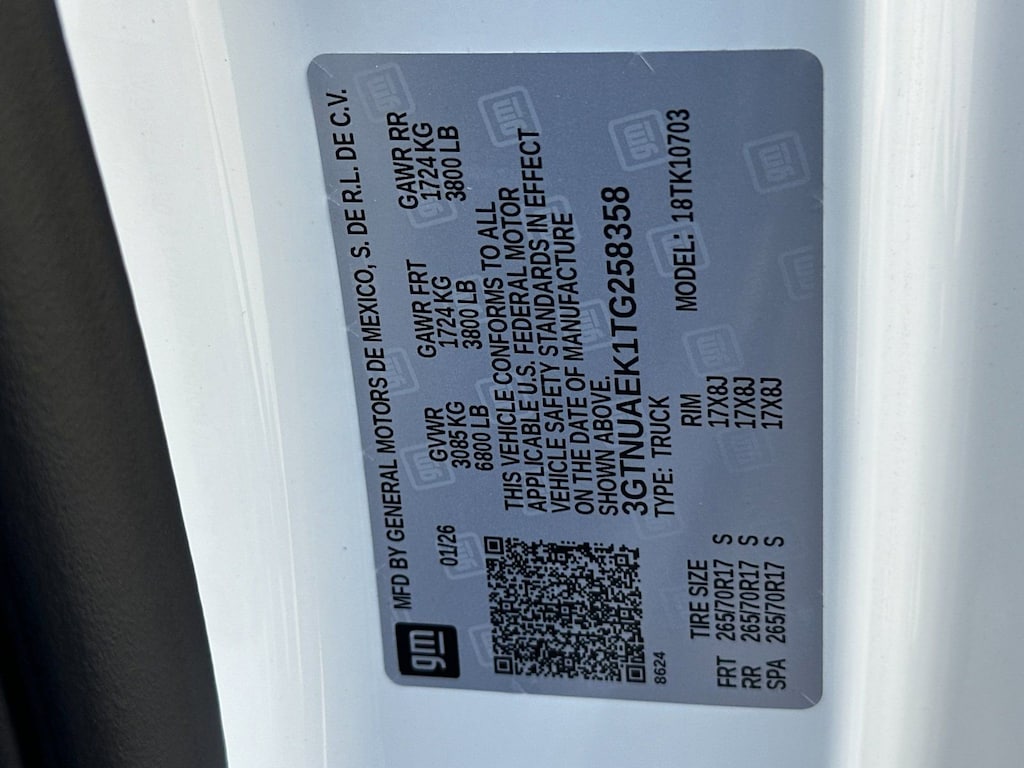 gm
MFD BY GENERAL MOTORS DE MEXICO, S. DE R.L. DE C.V.
01/26
GVWR GAWR FRT GAWR RR
3085 KG 1724 KG 1724 KG
6800 LB 3800 LB 3800 LB
THIS VEHICLE CONFORMS TO ALL
APPLICABLE U.S. FEDERAL MOTOR
VEHICLE SAFETY STANDARDS IN EFFECT
ON THE DATE OF MANUFACTURE
SHOWN ABOVE.
3GTNUAEK1TG258358
TYPE: TRUCK MODEL: 18TK10703
8624
TIRE SIZE RIM
FRT 265/70R17 S 17X8J
RR 265/70R17 S 17X8J
SPA 265/70R17 S 17X8J